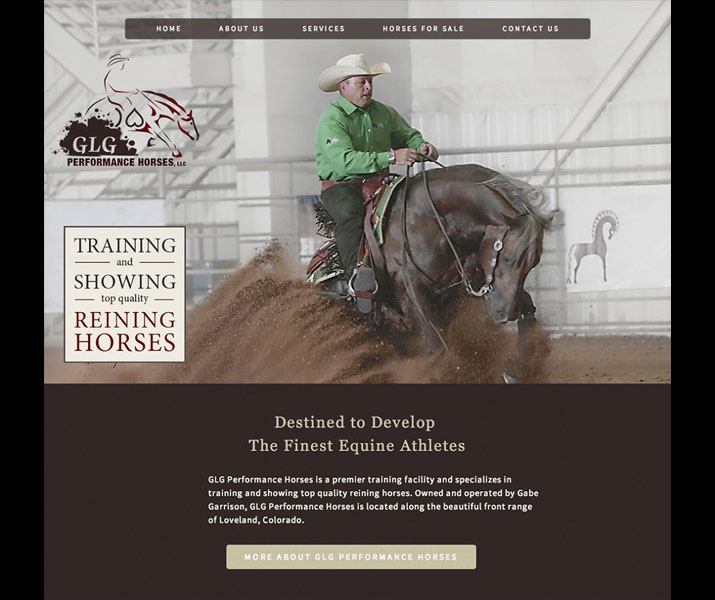 HOME ABOUT US SERVICES HORSES FOR SALE CONTACT US
GLG
PERFORMANCE HORSES, LLC
TRAINING
and
SHOWING
top quality
REINING
HORSES
Destined to Develop
The Finest Equine Athletes
GLG Performance Horses is a premier training facility and specializes in
training and showing top quality reining horses. Owned and operated by Gabe
Garrison, GLG Performance Horses is located along the beautiful front range
of Loveland, Colorado.
MORE ABOUT GLG PERFORMANCE HORSES